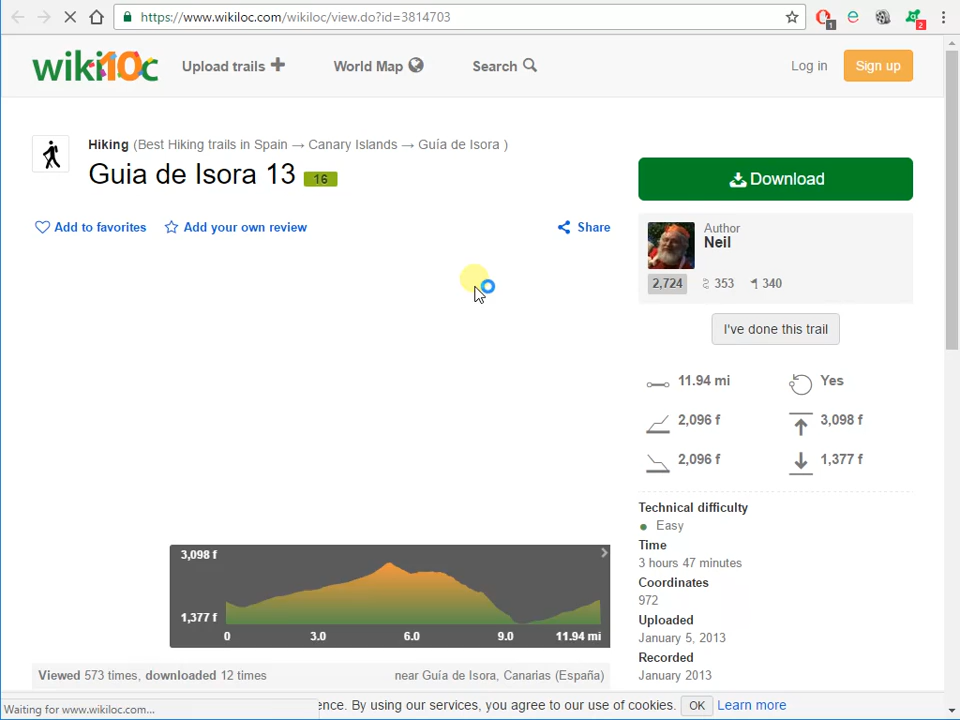 https://www.wikiloc.com/wikiloc/view.do?id=3814703
1
2
wiki10c
Upload trails
World Map
Search
Log in
Sign up
Hiking (Best Hiking trails in Spain → Canary Islands → Guía de Isora )
Guia de Isora 13 16
Download
Add to favorites
Add your own review
Share
Author
Neil
2,724
353
340
I've done this trail
11.94 mi
Yes
2,096 f
3,098 f
2,096 f
1,377 f
Technical difficulty
Easy
Time
3 hours 47 minutes
Coordinates
972
Uploaded
January 5, 2013
Recorded
January 2013
3,098 f
1,377 f
0 3.0 6.0 9.0 11.94 mi
Viewed 573 times, downloaded 12 times
near Guía de Isora, Canarias (España)
Waiting for www.wikiloc.com...
ence. By using our services, you agree to our use of cookies. OK Learn more